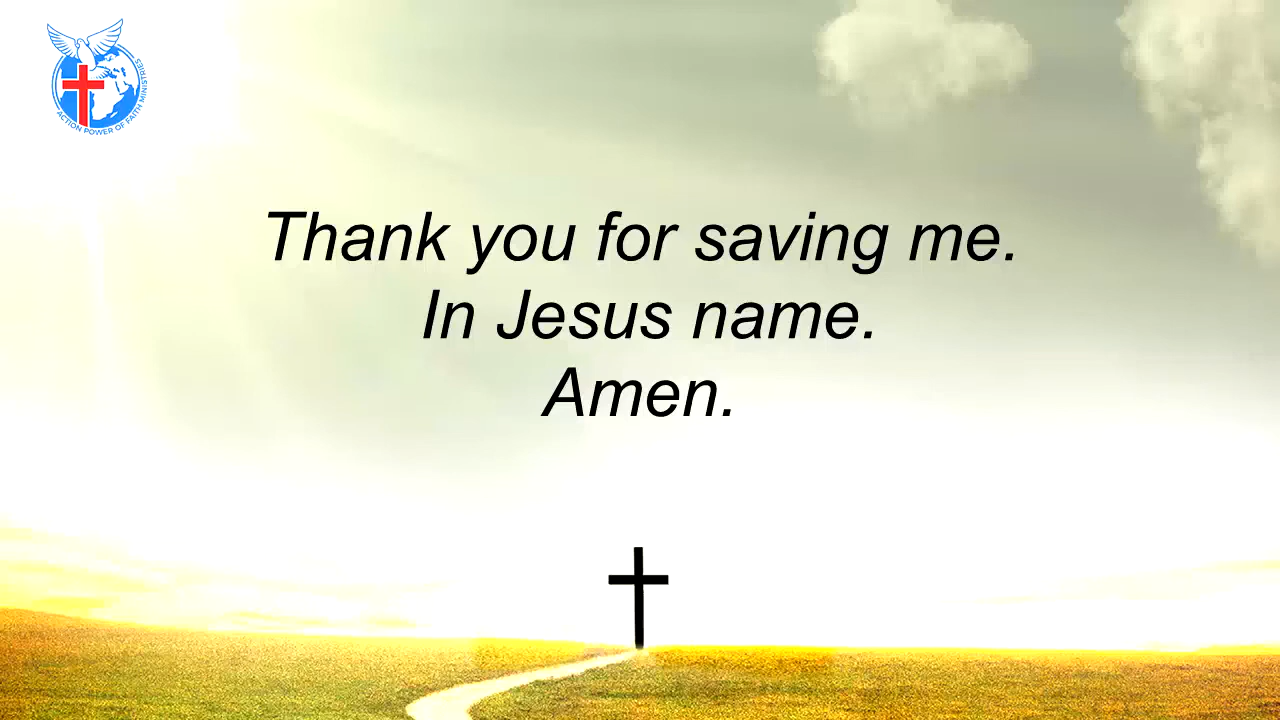 ACTION POWER OF FAITH MINISTRIES
Thank you for saving me.
In Jesus name.
Amen.